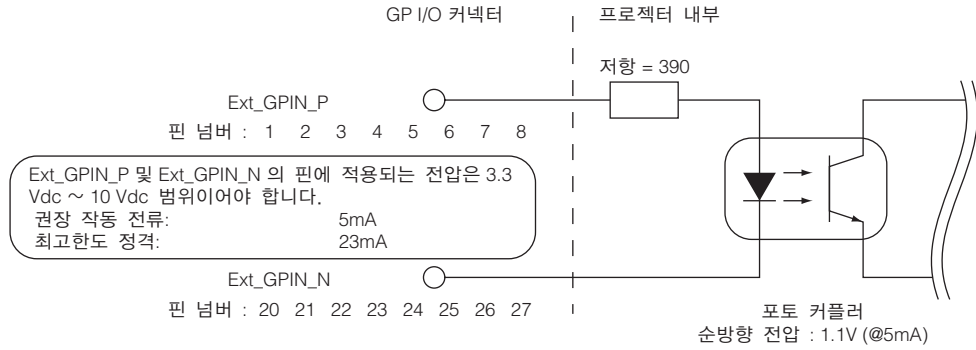 GP I/O 커넥터
프로젝터 내부
저항 = 390
Ext_GPIN_P
핀 넘버 : 1 2 3 4 5 6 7 8
Ext_GPIN_P 및 Ext_GPIN_N 의 핀에 적용되는 전압은 3.3
Vdc ~ 10 Vdc 범위이어야 합니다.
권장 작동 전류: 5mA
최고한도 정격: 23mA
Ext_GPIN_N
핀 넘버 : 20 21 22 23 24 25 26 27
포토 커플러
순방향 전압 : 1.1V (@5mA)